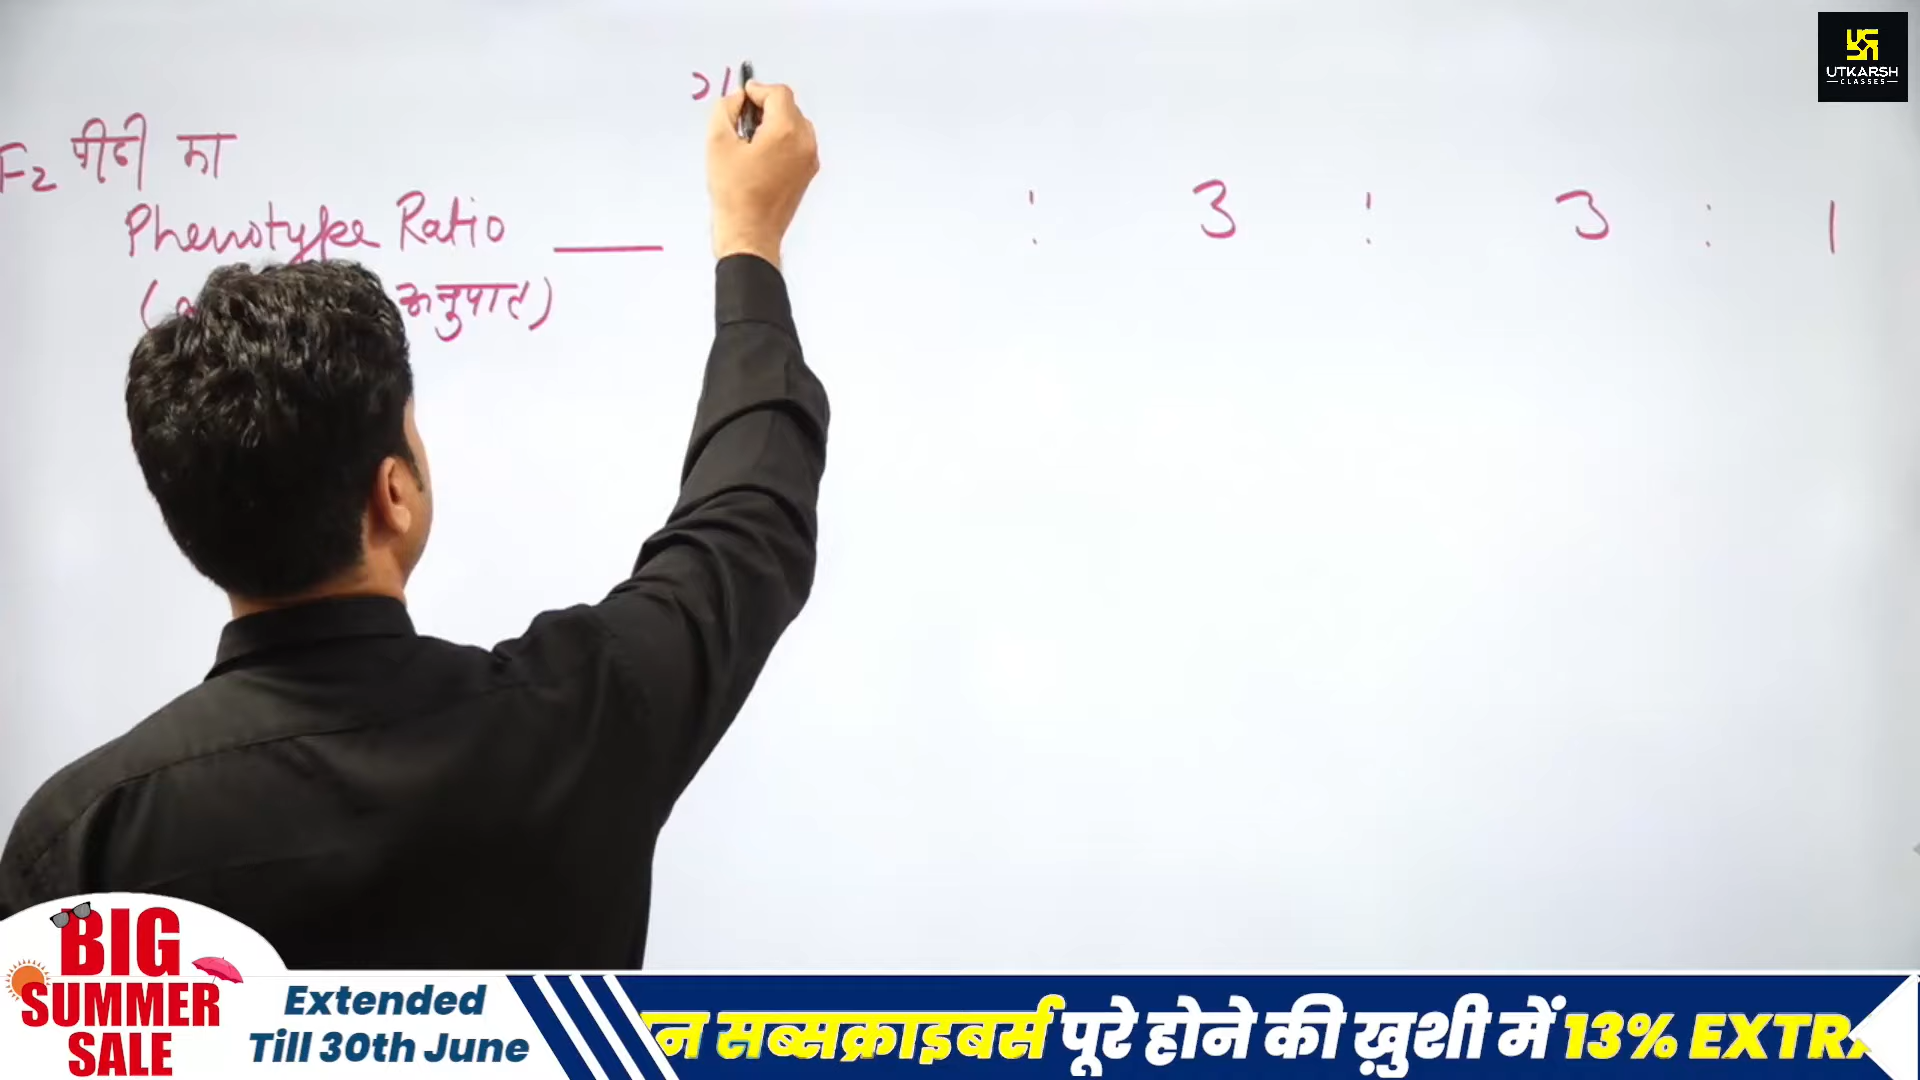 UTKARSH
CLASSES
F2 पीढी का
Phenotype Ratio : 3 : 3 : 1
अनुपात)
BIG
SUMMER
SALE
Extended
Till 30th June
सब्सक्राइबर्स पूरे होने की ख़ुशी में 13% EXTRA